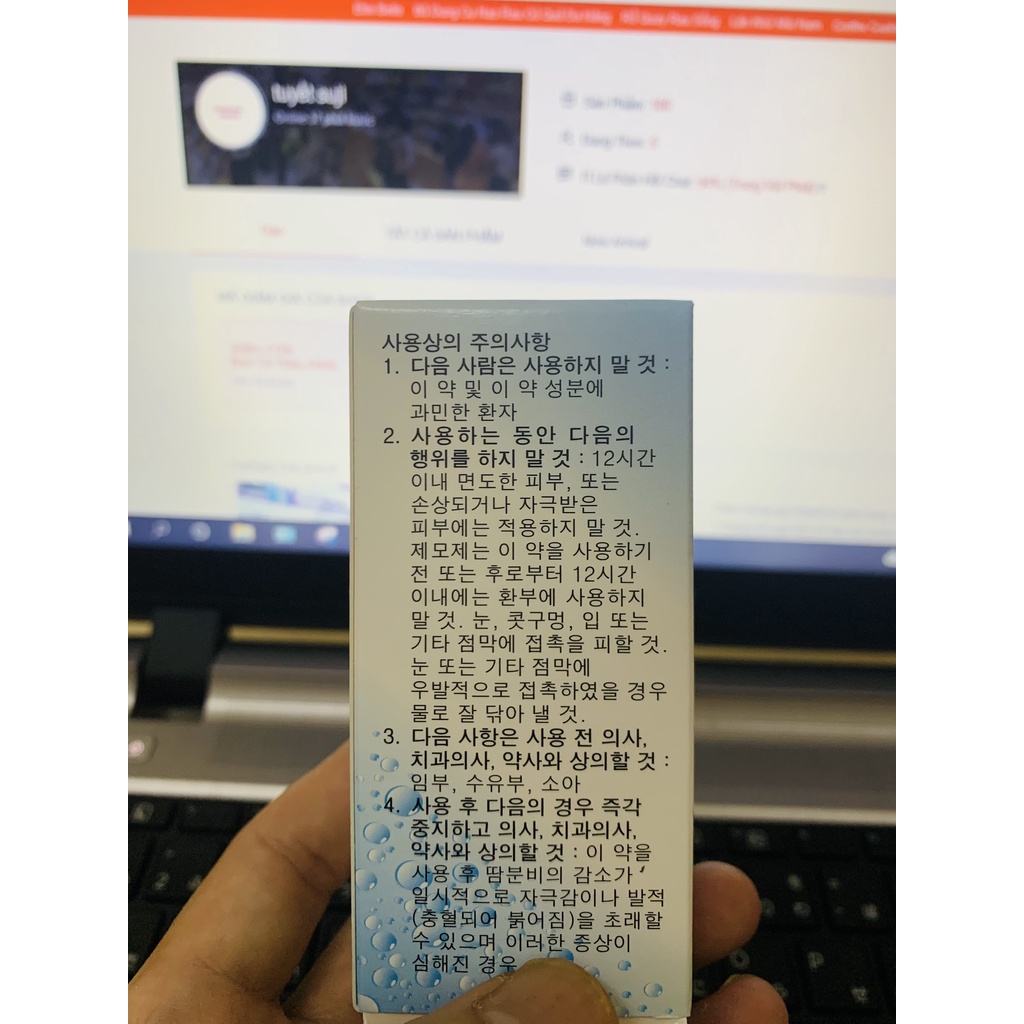 tuyết suji
사용상의 주의사항
1. 다음 사람은 사용하지 말 것 :
이 약 및 이 약 성분에
과민한 환자
2. 사용하는 동안 다음의
행위를 하지 말 것 : 12시간
이내 면도한 피부, 또는
손상되거나 자극받은
피부에는 적용하지 말 것.
제모제는 이 약을 사용하기
전 또는 후로부터 12시간
이내에는 환부에 사용하지
말 것. 눈, 콧구멍, 입 또는
기타 점막에 접촉을 피할 것.
눈 또는 기타 점막에
우발적으로 접촉하였을 경우
물로 잘 닦아 낼 것.
3. 다음 사항은 사용 전 의사,
치과의사, 약사와 상의할 것 :
임부, 수유부, 소아
4. 사용 후 다음의 경우 즉각
중지하고 의사, 치과의사,
약사와 상의할 것 : 이 약을
사용 후 땀분비의 감소가
일시적으로 자극감이나 발적
(충혈되어 붉어짐)을 초래할
수 있으며 이러한 증상이
심해진 경우